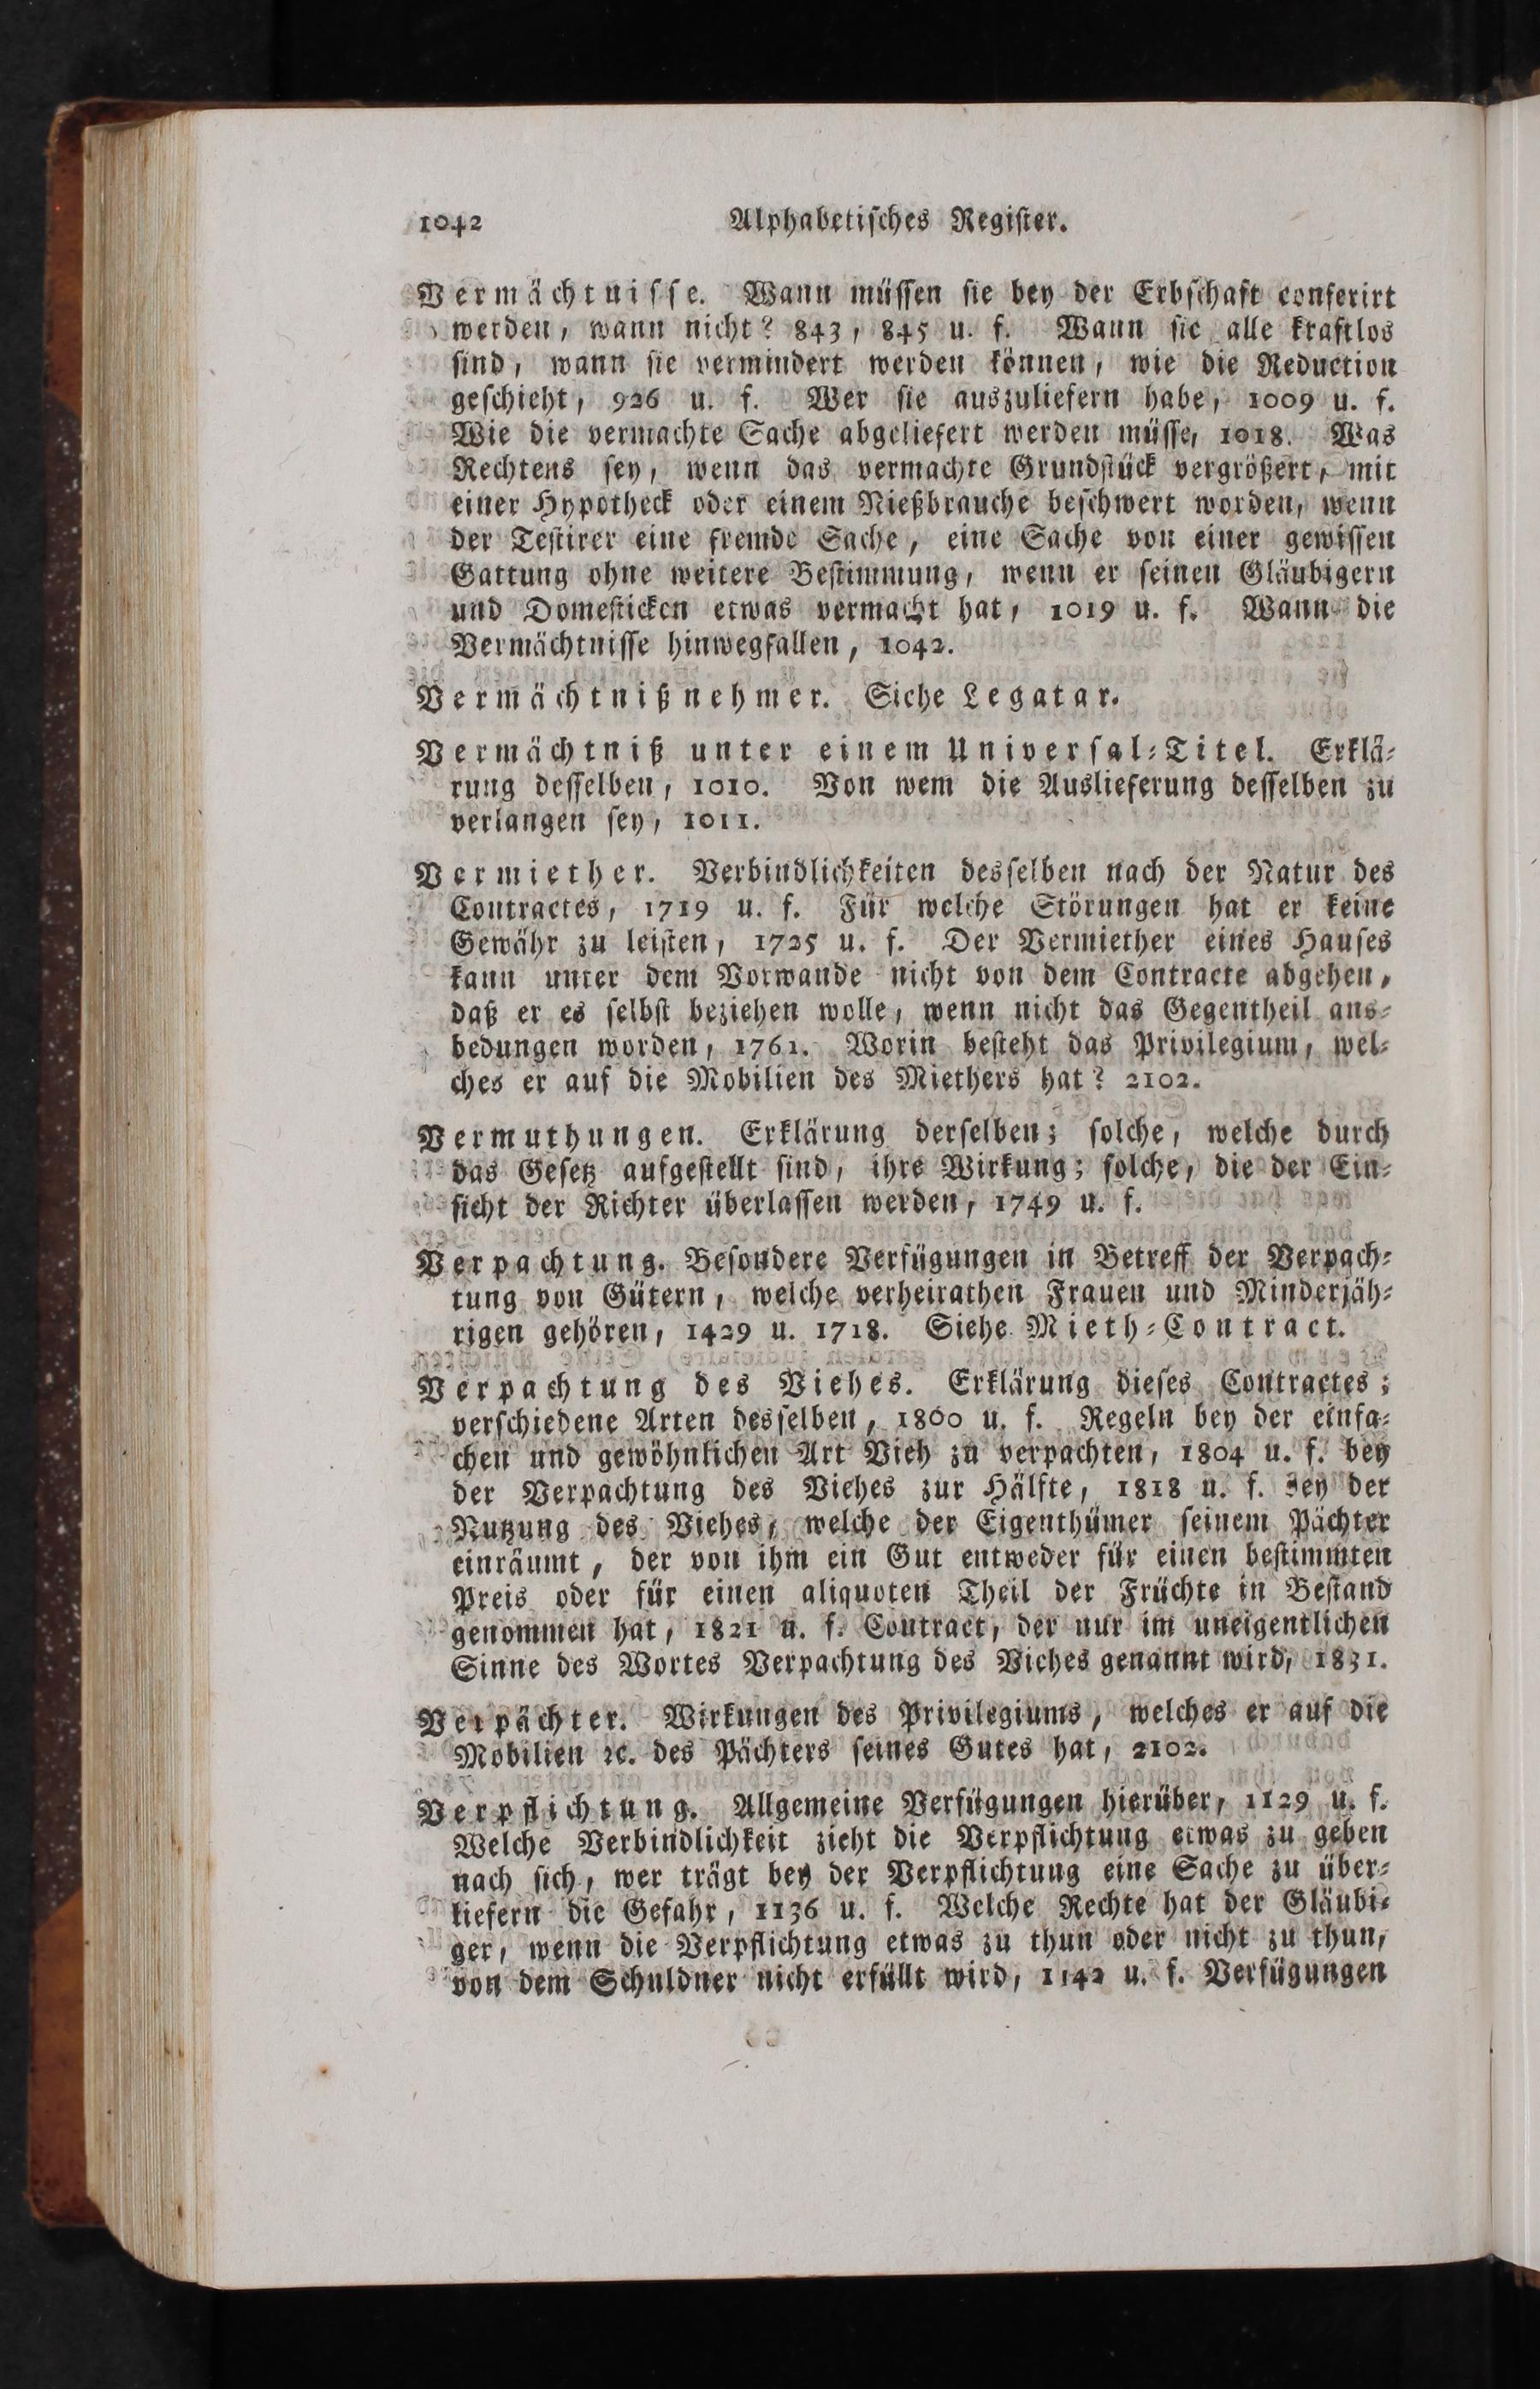 1042 Alphabetisches Register.
Vermächtnisse. Wann müssen sie bey der Erbschaft conferirt
werden, wann nicht? 843, 845 u. f. Wann sie alle kraftlos
sind, wann sie vermindert werden können, wie die Reduction
geschieht, 926 u. f. Wer sie auszuliefern habe, 1009 u. f.
Wie die vermachte Sache abgeliefert werden müsse, 1018. Was
Rechtens sey, wenn das vermachte Grundstück vergrößert, mit
einer Hypotheck oder einem Nießbrauche beschwert worden, wenn
der Testirer eine fremde Sache, eine Sache von einer gewissen
Gattung ohne weitere Bestimmung, wenn er seinen Gläubigern
und Domesticken etwas vermacht hat, 1019 u. f. Wann die
Vermächtnisse hinwegfallen, 1042.
Vermächtnißnehmer. Siehe Legatar.
Vermächtniß unter einem Universal-Titel. Erklä-
rung desselben, 1010. Von wem die Auslieferung desselben zu
verlangen sey, 1011.
Vermiether. Verbindlichkeiten desselben nach der Natur des
Contractes, 1719 u. f. Für welche Störungen hat er keine
Gewähr zu leisten, 1725 u. f. Der Vermiether eines Hauses
kann unter dem Vorwande nicht von dem Contracte abgehen,
daß er es selbst beziehen wolle, wenn nicht das Gegentheil aus-
bedungen worden, 1761. Worin besteht das Privilegium, wel-
ches er auf die Mobilien des Miethers hat? 2102.
Vermuthungen. Erklärung derselben; solche, welche durch
das Gesetz aufgestellt sind, ihre Wirkung; solche, die der Ein-
sicht der Richter überlassen werden, 1749 u. f.
Verpachtung. Besondere Verfügungen in Betreff der Verpach-
tung von Gütern, welche verheirathen Frauen und Minderjäh-
rigen gehören, 1429 u. 1718. Siehe Mieth-Contract.
Verpachtung des Viehes. Erklärung dieses Contractes;
verschiedene Arten desselben, 1800 u. f. Regeln bey der einfa-
chen und gewöhnlichen Art Vieh zu verpachten, 1804 u. f. bey
der Verpachtung des Viehes zur Hälfte, 1818 u. f. bey der
Nutzung des Viehes, welche der Eigenthümer seinem Pächter
einräumt, der von ihm ein Gut entweder für einen bestimmten
Preis oder für einen aliquoten Theil der Früchte in Bestand
genommen hat, 1821 u. f. Contract, der nur im uneigentlichen
Sinne des Wortes Verpachtung des Viehes genannt wird, 1831.
Verpächter. Wirkungen des Privilegiums, welches er auf die
Mobilien ꝛc. des Pächters seines Gutes hat, 2102.
Verpflichtung. Allgemeine Verfügungen hierüber, 1129 u. f.
Welche Verbindlichkeit zieht die Verpflichtung etwas zu geben
nach sich, wer trägt bey der Verpflichtung eine Sache zu über-
liefern die Gefahr, 1136 u. f. Welche Rechte hat der Gläubi-
ger, wenn die Verpflichtung etwas zu thun oder nicht zu thun,
von dem Schuldner nicht erfüllt wird, 1142 u. f. Verfügungen